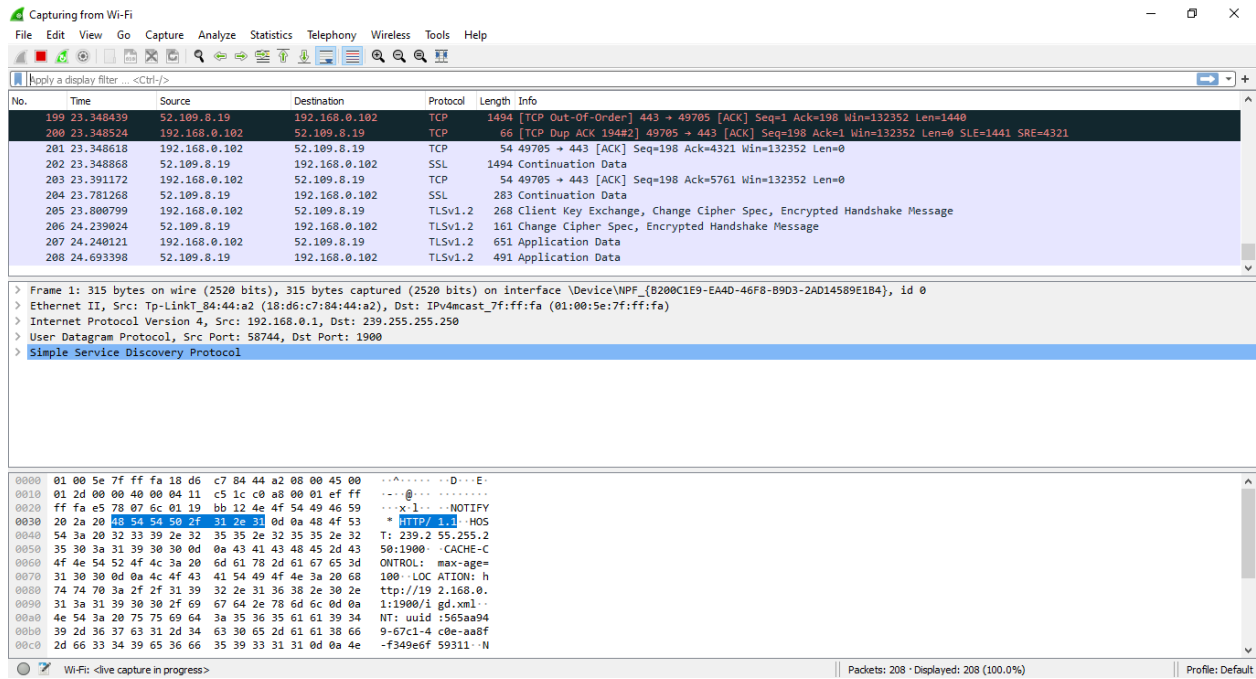 Capturing from Wi-Fi
File Edit View Go Capture Analyze Statistics Telephony Wireless Tools Help
Apply a display filter ... <Ctrl-/>
No. Time Source Destination Protocol Length Info
199 23.348439 52.109.8.19 192.168.0.102 TCP 1494 [TCP Out-Of-Order] 443 → 49705 [ACK] Seq=1 Ack=198 Win=132352 Len=1440
200 23.348524 192.168.0.102 52.109.8.19 TCP 66 [TCP Dup ACK 194#2] 49705 → 443 [ACK] Seq=198 Ack=1 Win=132352 Len=0 SLE=1441 SRE=4321
201 23.348618 192.168.0.102 52.109.8.19 TCP 54 49705 → 443 [ACK] Seq=198 Ack=4321 Win=132352 Len=0
202 23.348868 52.109.8.19 192.168.0.102 SSL 1494 Continuation Data
203 23.391172 192.168.0.102 52.109.8.19 TCP 54 49705 → 443 [ACK] Seq=198 Ack=5761 Win=132352 Len=0
204 23.781268 52.109.8.19 192.168.0.102 SSL 283 Continuation Data
205 23.800799 192.168.0.102 52.109.8.19 TLSv1.2 268 Client Key Exchange, Change Cipher Spec, Encrypted Handshake Message
206 24.239024 52.109.8.19 192.168.0.102 TLSv1.2 161 Change Cipher Spec, Encrypted Handshake Message
207 24.240121 192.168.0.102 52.109.8.19 TLSv1.2 651 Application Data
208 24.693398 52.109.8.19 192.168.0.102 TLSv1.2 491 Application Data
> Frame 1: 315 bytes on wire (2520 bits), 315 bytes captured (2520 bits) on interface \Device\NPF_{B200C1E9-EA4D-46F8-B9D3-2AD14589E1B4}, id 0
> Ethernet II, Src: Tp-LinkT_84:44:a2 (18:d6:c7:84:44:a2), Dst: IPv4mcast_7f:ff:fa (01:00:5e:7f:ff:fa)
> Internet Protocol Version 4, Src: 192.168.0.1, Dst: 239.255.255.250
> User Datagram Protocol, Src Port: 58744, Dst Port: 1900
> Simple Service Discovery Protocol
0000 01 00 5e 7f ff fa 18 d6 c7 84 44 a2 08 00 45 00 ··^····· ··D···E·
0010 01 2d 00 00 40 00 04 11 c5 1c c0 a8 00 01 ef ff ·-··@··· ········
0020 ff fa e5 78 07 6c 01 19 bb 12 4e 4f 54 49 46 59 ···x·l·· ··NOTIFY
0030 20 2a 20 48 54 54 50 2f 31 2e 31 0d 0a 48 4f 53 * HTTP/ 1.1··HOS
0040 54 3a 20 32 33 39 2e 32 35 35 2e 32 35 35 2e 32 T: 239.2 55.255.2
0050 35 30 3a 31 39 30 30 0d 0a 43 41 43 48 45 2d 43 50:1900· ·CACHE-C
0060 4f 4e 54 52 4f 4c 3a 20 6d 61 78 2d 61 67 65 3d ONTROL: max-age=
0070 31 30 30 0d 0a 4c 4f 43 41 54 49 4f 4e 3a 20 68 100··LOC ATION: h
0080 74 74 70 3a 2f 2f 31 39 32 2e 31 36 38 2e 30 2e ttp://19 2.168.0.
0090 31 3a 31 39 30 30 2f 69 67 64 2e 78 6d 6c 0d 0a 1:1900/i gd.xml··
00a0 4e 54 3a 20 75 75 69 64 3a 35 36 35 61 61 39 34 NT: uuid :565aa94
00b0 39 2d 36 37 63 31 2d 34 63 30 65 2d 61 61 38 66 9-67c1-4 c0e-aa8f
00c0 2d 66 33 34 39 65 36 66 35 39 33 31 31 0d 0a 4e -f349e6f 59311··N
Wi-Fi: <live capture in progress> Packets: 208 · Displayed: 208 (100.0%) Profile: Default